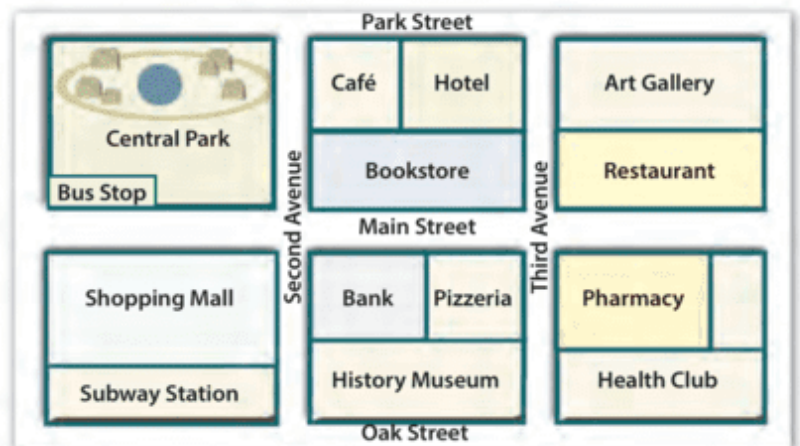 Park Street
Café
Hotel
Art Gallery
Central Park
Bookstore
Restaurant
Bus Stop
Second Avenue
Main Street
Third Avenue
Shopping Mall
Bank
Pizzeria
Pharmacy
Subway Station
History Museum
Health Club
Oak Street